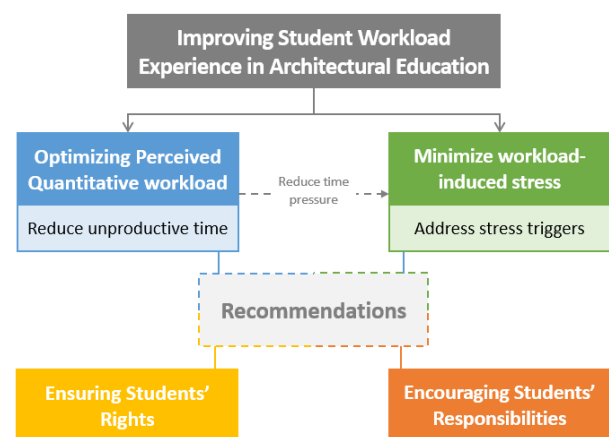 Improving Student Workload
Experience in Architectural Education
Optimizing Perceived
Quantitative workload
Reduce unproductive time
Reduce time
pressure
Minimize workload-
induced stress
Address stress triggers
Recommendations
Ensuring Students’
Rights
Encouraging Students’
Responsibilities